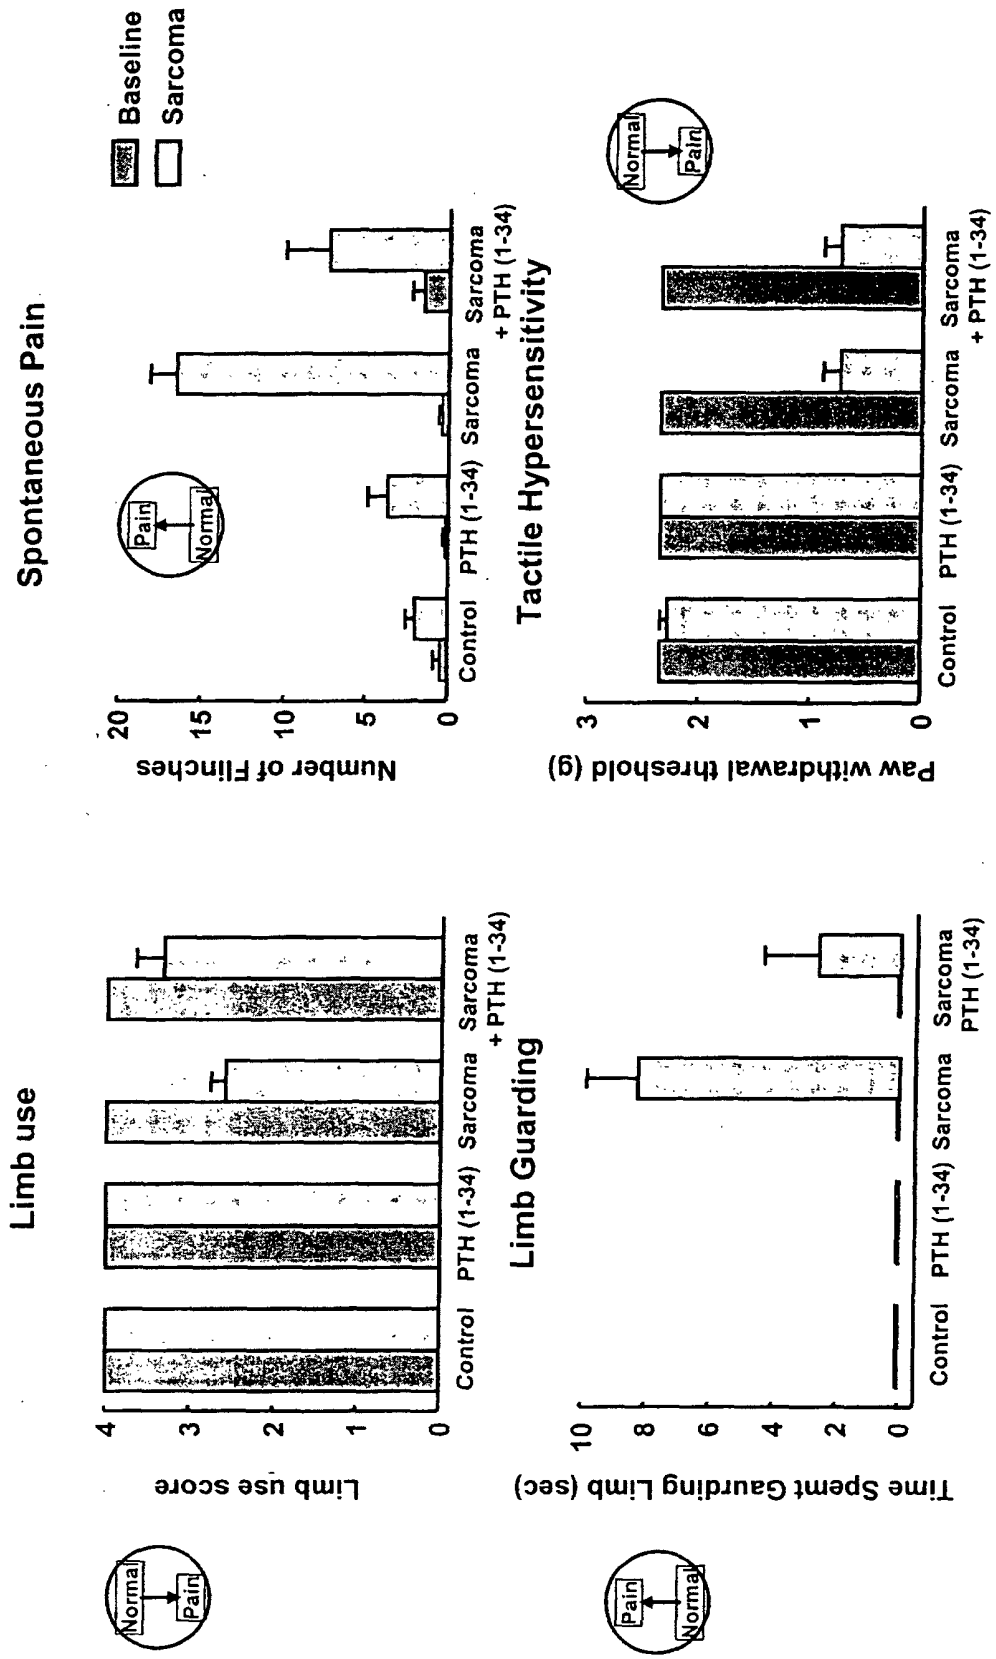 Limb use
Normal
Pain
Limb use score
4
3
2
1
0
Control
PTH (1-34)
Sarcoma
Sarcoma
+ PTH (1-34)
Spontaneous Pain
Baseline
Sarcoma
Pain
Normal
Number of Flinches
20
15
10
5
0
Control
PTH (1-34)
Sarcoma
Sarcoma
+ PTH (1-34)
Limb Guarding
Pain
Normal
Time Spemt Gaurding Limb (sec)
10
8
6
4
2
0
Control
PTH (1-34)
Sarcoma
Sarcoma
PTH (1-34)
Tactile Hypersensitivity
Normal
Pain
Paw withdrawal threshold (g)
3
2
1
0
Control
PTH (1-34)
Sarcoma
Sarcoma
+ PTH (1-34)